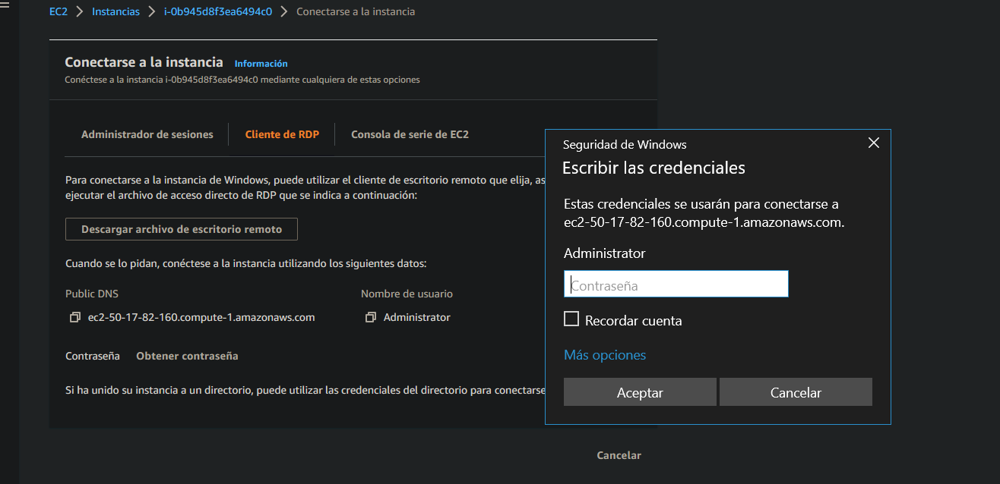 EC2 > Instancias > i-0b945d8f3ea6494c0 > Conectarse a la instancia
Conectarse a la instancia Información
Conéctese a la instancia i-0b945d8f3ea6494c0 mediante cualquiera de estas opciones
Administrador de sesiones
Cliente de RDP
Consola de serie de EC2
Para conectarse a la instancia de Windows, puede utilizar el cliente de escritorio remoto que elija, as
ejecutar el archivo de acceso directo de RDP que se indica a continuación:
Descargar archivo de escritorio remoto
Cuando se lo pidan, conéctese a la instancia utilizando los siguientes datos:
Public DNS
Nombre de usuario
ec2-50-17-82-160.compute-1.amazonaws.com
Administrator
Contraseña Obtener contraseña
Si ha unido su instancia a un directorio, puede utilizar las credenciales del directorio para conectarse
Cancelar
Seguridad de Windows
Escribir las credenciales
Estas credenciales se usarán para conectarse a
ec2-50-17-82-160.compute-1.amazonaws.com.
Administrator
Contraseña
Recordar cuenta
Más opciones
Aceptar
Cancelar